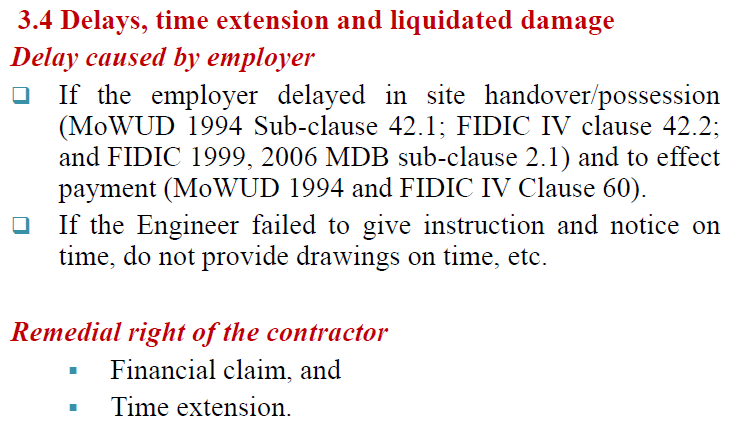 3.4 Delays, time extension and liquidated damage
Delay caused by employer
If the employer delayed in site handover/possession
(MoWUD 1994 Sub-clause 42.1; FIDIC IV clause 42.2;
and FIDIC 1999, 2006 MDB sub-clause 2.1) and to effect
payment (MoWUD 1994 and FIDIC IV Clause 60).
If the Engineer failed to give instruction and notice on
time, do not provide drawings on time, etc.
Remedial right of the contractor
Financial claim, and
Time extension.